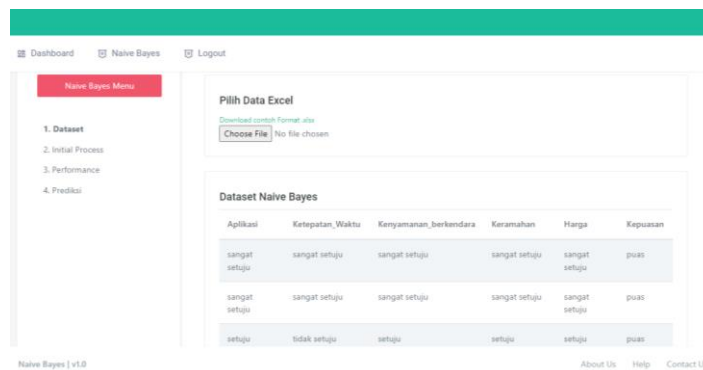 Dashboard Naive Bayes Logout
Naive Bayes Menu
1. Dataset
2. Initial Process
3. Performance
4. Prediksi
Pilih Data Excel
Download contoh Format .xlsx
Choose File No file chosen
Dataset Naive Bayes
Aplikasi Ketepatan_Waktu Kenyamanan_berkendara Keramahan Harga Kepuasan
sangat setuju sangat setuju sangat setuju sangat setuju sangat setuju puas
sangat setuju sangat setuju sangat setuju sangat setuju sangat setuju puas
setuju tidak setuju setuju setuju setuju puas
Naive Bayes | v1.0 About Us Help Contact U